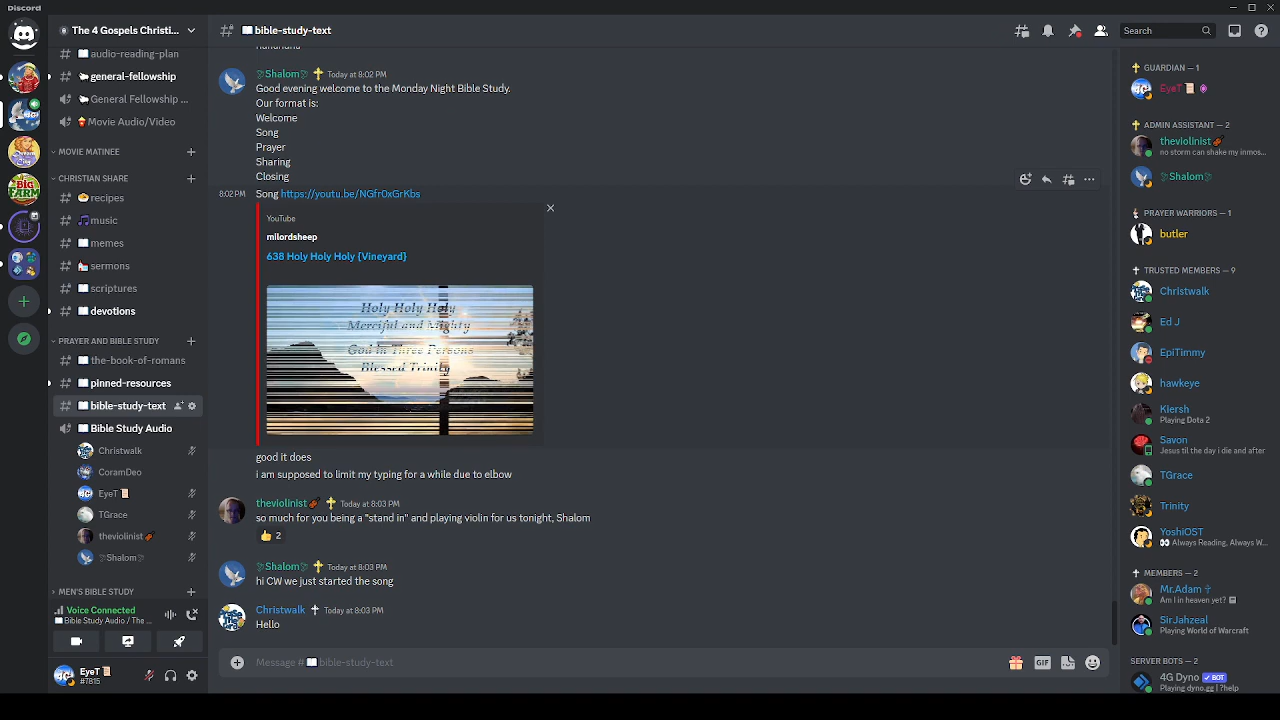 Discord
The 4 Gospels Christi...
audio-reading-plan
general-fellowship
General Fellowship ...
Movie Audio/Video
MOVIE MATINEE
CHRISTIAN SHARE
recipes
music
memes
sermons
scriptures
devotions
PRAYER AND BIBLE STUDY
the-book-of-romans
pinned-resources
bible-study-text
Bible Study Audio
Christwalk
CoramDeo
EyeT
TGrace
theviolinist
Shalom
MEN'S BIBLE STUDY
Voice Connected
Bible Study Audio / The ...
EyeT
#7815
bible-study-text
Search
Shalom Today at 8:02 PM
Good evening welcome to the Monday Night Bible Study.
Our format is:
Welcome
Song
Prayer
Sharing
Closing
8:02 PM Song https://youtu.be/NGfr0xGrKbs
YouTube
milordsheep
638 Holy Holy Holy {Vineyard}
Holy Holy Holy
Merciful and Mighty
God in Three Persons
Blessed Trinity
good it does
i am supposed to limit my typing for a while due to elbow
theviolinist Today at 8:03 PM
so much for you being a "stand in" and playing violin for us tonight, Shalom
2
Shalom Today at 8:03 PM
hi CW we just started the song
Christwalk Today at 8:03 PM
Hello
Message # bible-study-text
GIF
GUARDIAN — 1
EyeT
ADMIN ASSISTANT — 2
theviolinist
no storm can shake my inmos...
Shalom
PRAYER WARRIORS — 1
butler
TRUSTED MEMBERS — 9
Christwalk
Ed J
EpiTimmy
hawkeye
Kiersh
Playing Dota 2
Savon
Jesus til the day i die and after
TGrace
Trinity
YoshiOST
Always Reading, Always W...
MEMBERS — 2
Mr.Adam
Am I in heaven yet?
SirJahzeal
Playing World of Warcraft
SERVER BOTS — 2
4G Dyno BOT
Playing dyno.gg | ?help